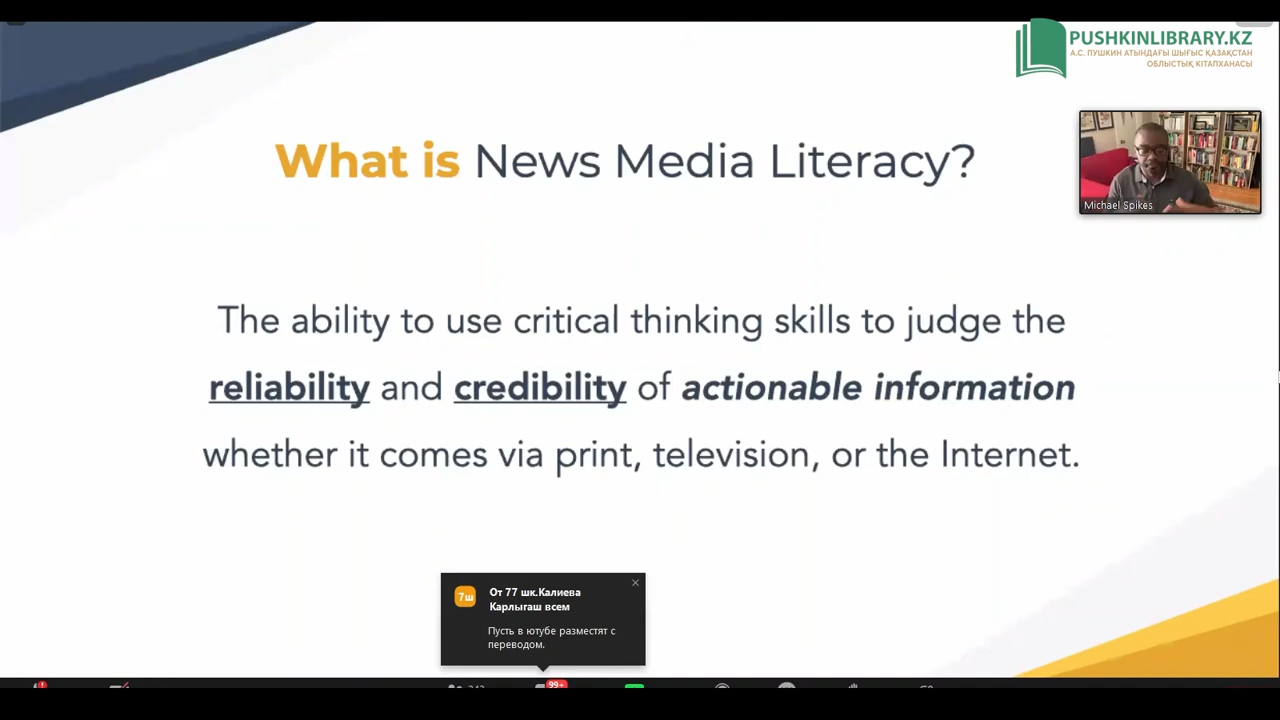 PUSHKINLIBRARY.KZ
А.С. ПУШКИН АТЫНДАҒЫ ШЫҒЫС ҚАЗАҚСТАН
ОБЛЫСТЫҚ КІТАПХАНАСЫ
What is News Media Literacy?
Michael Spikes
The ability to use critical thinking skills to judge the
reliability and credibility of actionable information
whether it comes via print, television, or the Internet.
7ш
От 77 шк.Калиева
Карлыгаш всем
Пусть в ютубе разместят с
переводом.
99+